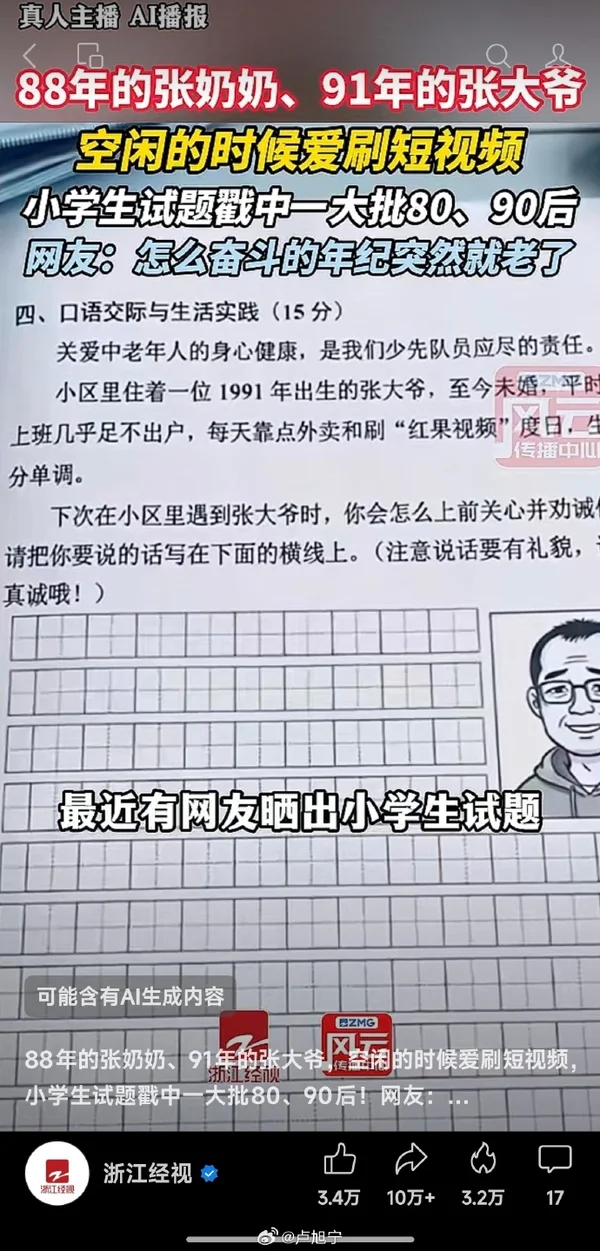 真人主播 AI播报
88年的张奶奶、91年的张大爷
空闲的时候爱刷短视频
小学生试题戳中一大批80、90后
网友：怎么奋斗的年纪突然就老了
四、口语交际与生活实践（15 分）
关爱中老年人的身心健康，是我们少先队员应尽的责任。
小区里住着一位 1991 年出生的张大爷，至今未婚，平时
上班几乎足不出户，每天靠点外卖和刷“红果视频”度日，生
分单调。
下次在小区里遇到张大爷时，你会怎么上前关心并劝诫
请把你要说的话写在下面的横线上。（注意说话要有礼貌，
真诚哦！）
ZMG
风云
传播中心
最近有网友晒出小学生试题
可能含有AI生成内容
浙江经视
ZMG
风云
传播中心
88年的张奶奶、91年的张大爷，空闲的时候爱刷短视频，
小学生试题戳中一大批80、90后！网友：...
浙江经视
浙江经视
3.4万
10万+
3.2万
17
@卢旭宁